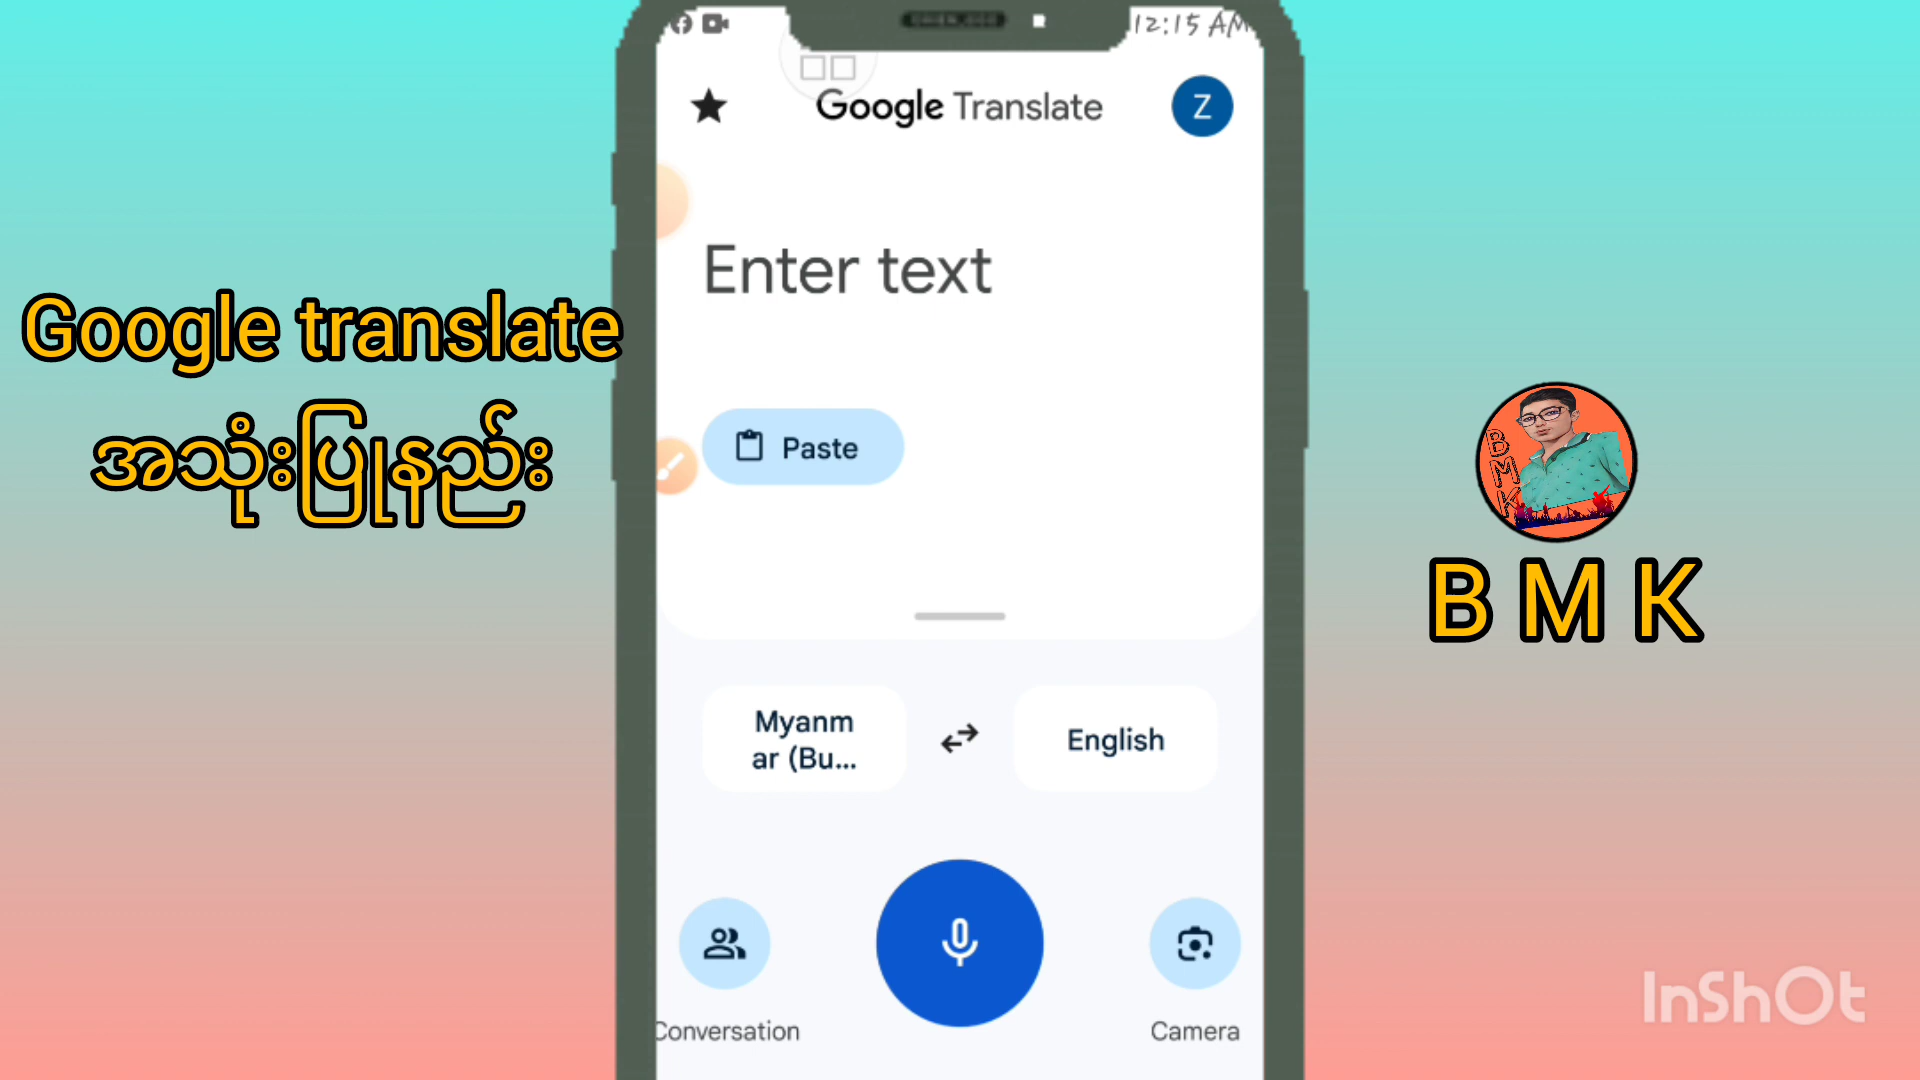 12:15 AM
Google Translate
Z
Enter text
Google translate
အသုံးပြုနည်း
Paste
BMK
B M K
Myanm
ar (Bu...
English
Conversation
Camera
InShOt